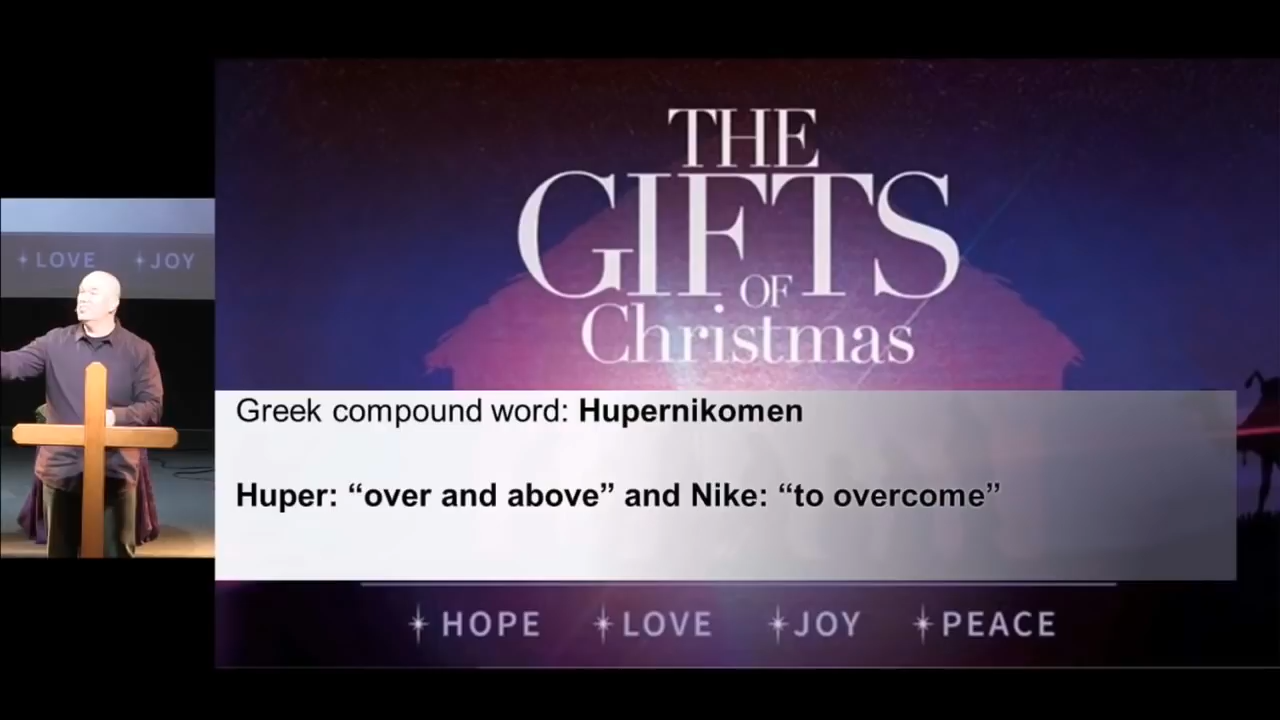 THE
GIFTS
OF
Christmas
LOVE JOY
Greek compound word: Hupernikomen
Huper: “over and above” and Nike: “to overcome”
HOPE LOVE JOY PEACE